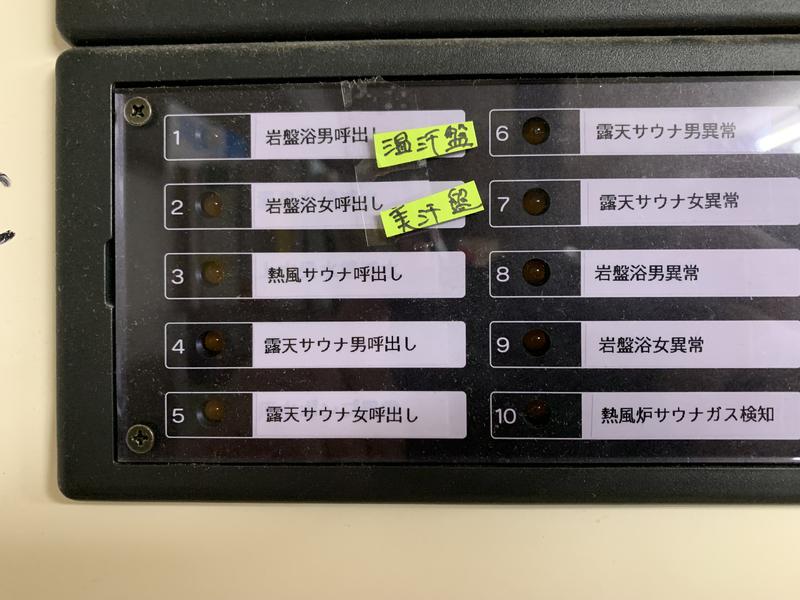 1 岩盤浴男呼出し
温汗盤
2 岩盤浴女呼出し
美汗盤
3 熱風サウナ呼出し
4 露天サウナ男呼出し
5 露天サウナ女呼出し
6 露天サウナ男異常
7 露天サウナ女異常
8 岩盤浴男異常
9 岩盤浴女異常
10 熱風炉サウナガス検知